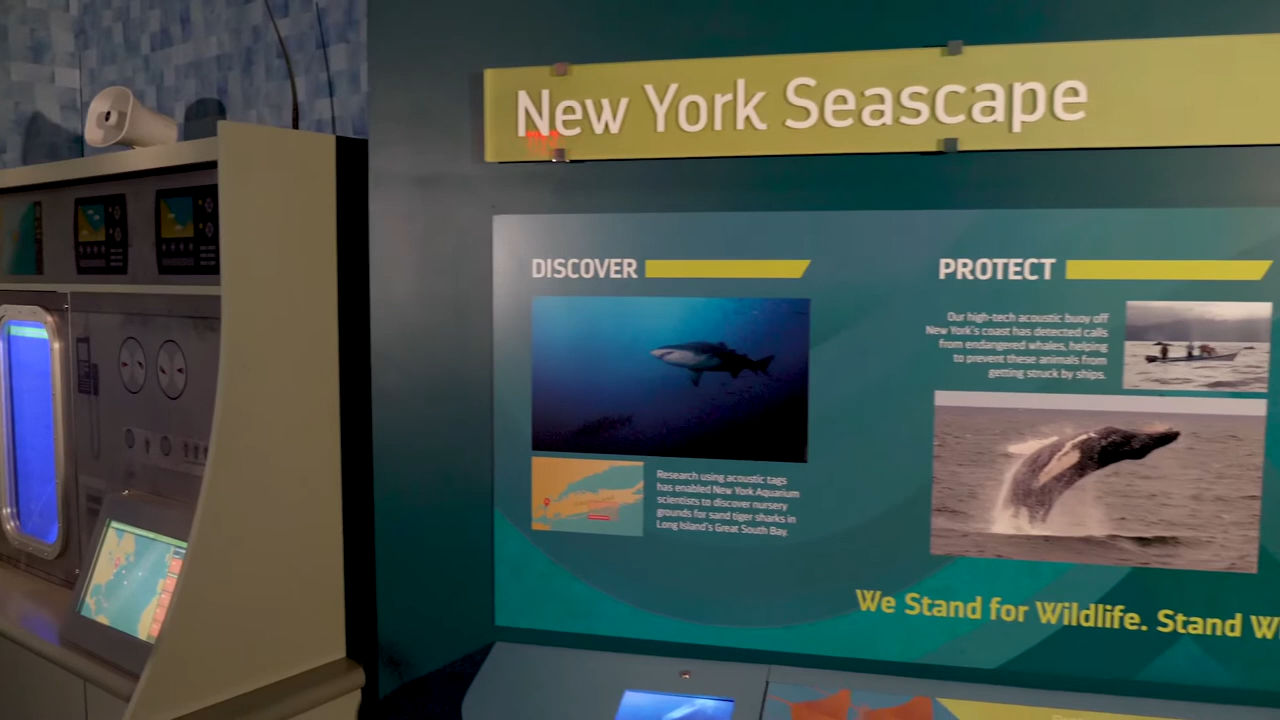 New York Seascape
DISCOVER
Research using acoustic tags
has enabled New York Aquarium
scientists to discover nursery
grounds for sand tiger sharks in
Long Island's Great South Bay.
PROTECT
Our high-tech acoustic buoy off
New York's coast has detected calls
from endangered whales, helping
to prevent these animals from
getting struck by ships.
We Stand for Wildlife. Stand W